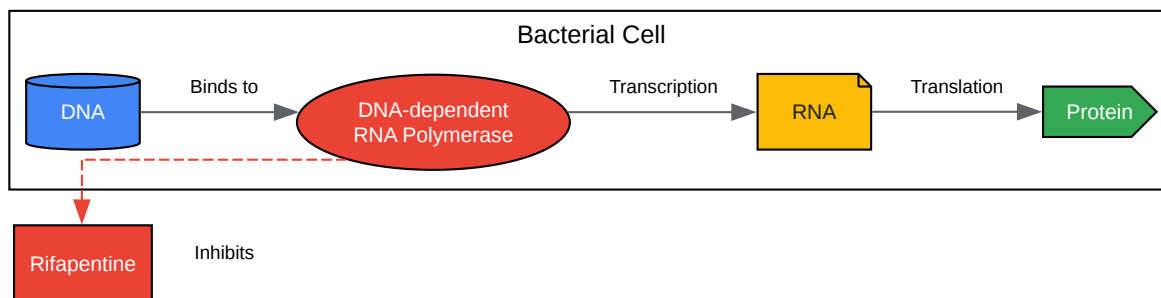 Bacterial Cell
DNA
Binds to
DNA-dependent
RNA Polymerase
Transcription
RNA
Translation
Protein
Rifapentine
Inhibits